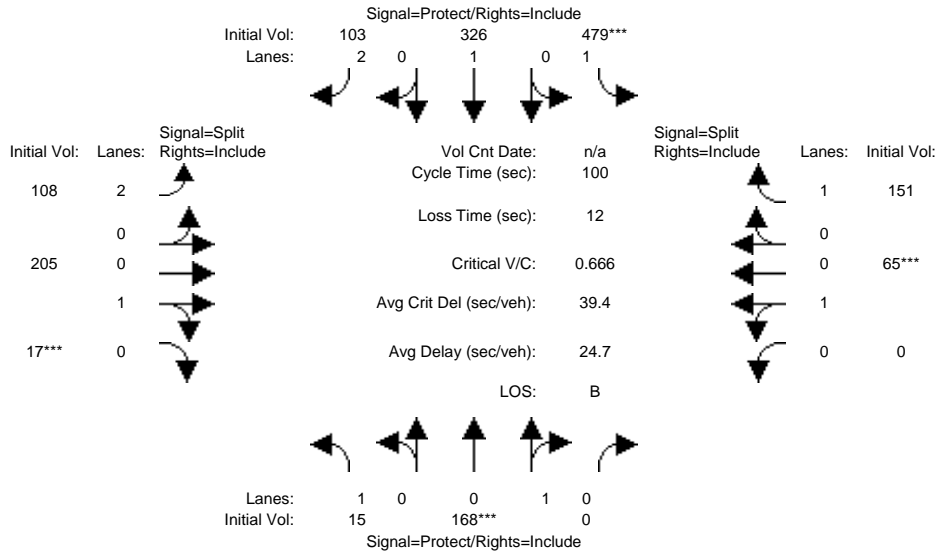 Signal=Protect/Rights=Include
Initial Vol: 103 326 479***
Lanes: 2 0 1 0 1
Signal=Split
Initial Vol: Lanes: Rights=Include
Vol Cnt Date: n/a
Signal=Split
Rights=Include Lanes: Initial Vol:
Cycle Time (sec): 100
108 2
1 151
Loss Time (sec): 12
0
0
205 0
Critical V/C: 0.666
0 65***
1
Avg Crit Del (sec/veh): 39.4
1
17*** 0
Avg Delay (sec/veh): 24.7
0 0
LOS: B
Lanes: 1 0 0 1 0
Initial Vol: 15 168*** 0
Signal=Protect/Rights=Include